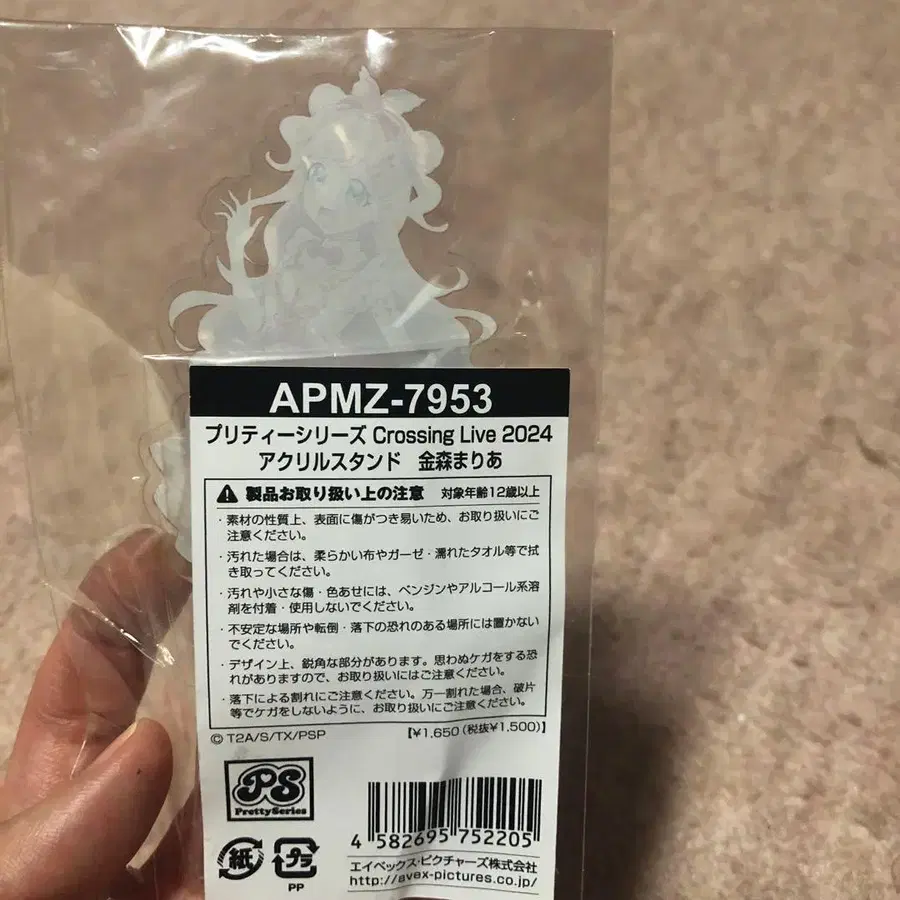 APMZ-7953
プリティーシリーズ Crossing Live 2024
アクリルスタンド 金森まりあ
製品お取り扱い上の注意 対象年齢12歳以上
・素材の性質上、表面に傷がつき易いため、お取り扱いにご
注意ください。
・汚れた場合は、柔らかい布やガーゼ・濡れたタオル等で拭
き取ってください。
・汚れや小さな傷・色あせには、ベンジンやアルコール系溶
剤を付着・使用しないでください。
・不安定な場所や転倒・落下の恐れのある場所には置かない
でください。
・デザイン上、鋭角な部分があります。思わぬケガをする恐
れがありますので、お取り扱いにはご注意ください。
・落下による割れにご注意ください。万一割れた場合、破片
等でケガをしないように、お取り扱いください。
© T2A/S/TX/PSP 【¥1,650(税抜¥1,500)】
PS
PrettySeries
4 582695 752205
紙 プラ
PP
エイベックス・ピクチャーズ株式会社
http://avex-pictures.co.jp/